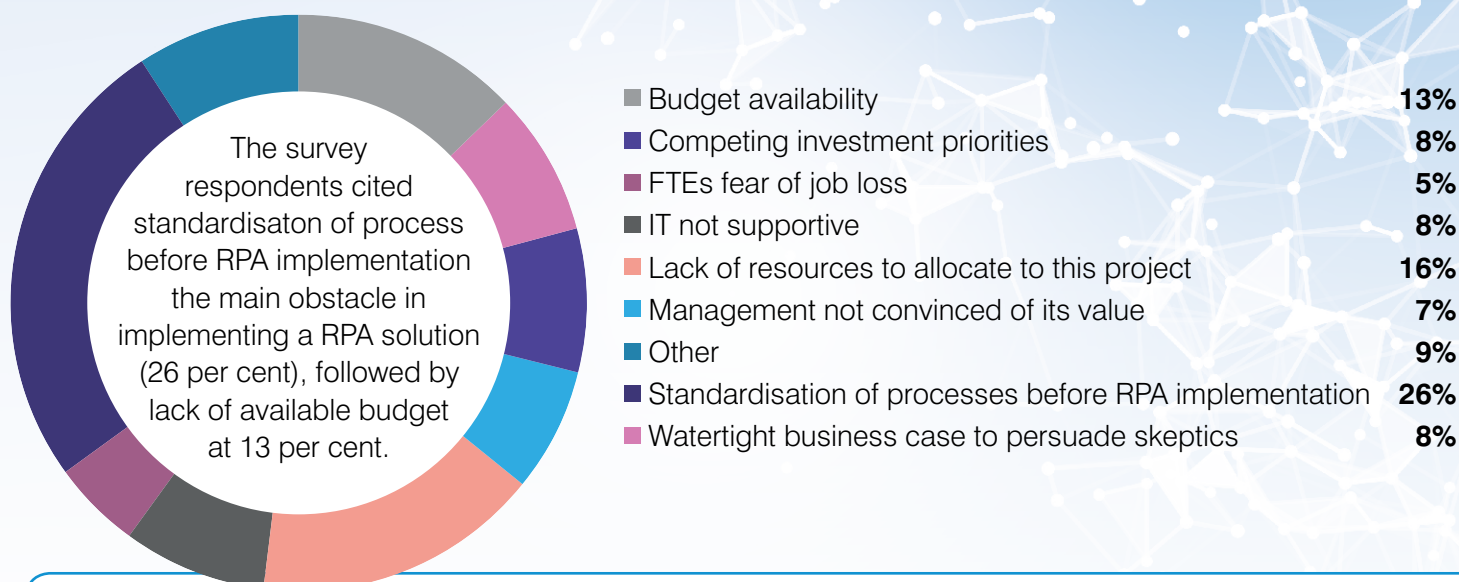 The survey
respondents cited
standardisaton of process
before RPA implementation
the main obstacle in
implementing a RPA solution
(26 per cent), followed by
lack of available budget
at 13 per cent.
Budget availability 13%
Competing investment priorities 8%
FTEs fear of job loss 5%
IT not supportive 8%
Lack of resources to allocate to this project 16%
Management not convinced of its value 7%
Other 9%
Standardisation of processes before RPA implementation 26%
Watertight business case to persuade skeptics 8%